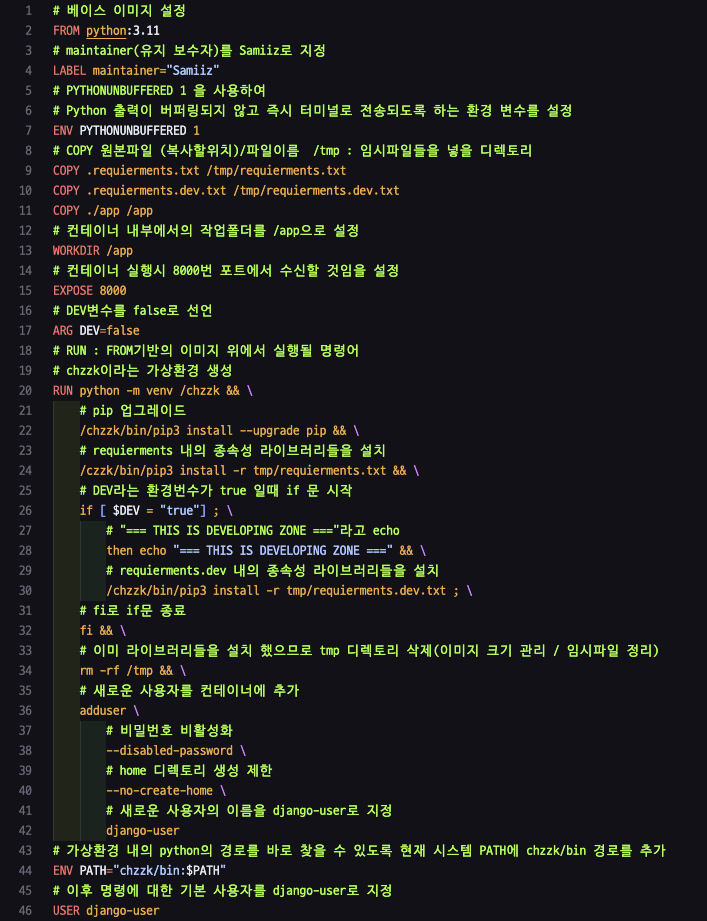 1 # 베이스 이미지 설정
2 FROM python:3.11
3 # maintainer(유지 보수자)를 Samiiz로 지정
4 LABEL maintainer="Samiiz"
5 # PYTHONUNBUFFERED 1 을 사용하여
6 # Python 출력이 버퍼링되지 않고 즉시 터미널로 전송되도록 하는 환경 변수를 설정
7 ENV PYTHONUNBUFFERED 1
8 # COPY 원본파일 (복사할위치)/파일이름  /tmp : 임시파일들을 넣을 디렉토리
9 COPY .requierments.txt /tmp/requierments.txt
10 COPY .requierments.dev.txt /tmp/requierments.dev.txt
11 COPY ./app /app
12 # 컨테이너 내부에서의 작업폴더를 /app으로 설정
13 WORKDIR /app
14 # 컨테이너 실행시 8000번 포트에서 수신할 것임을 설정
15 EXPOSE 8000
16 # DEV변수를 false로 선언
17 ARG DEV=false
18 # RUN : FROM기반의 이미지 위에서 실행될 명령어
19 # chzzk이라는 가상환경 생성
20 RUN python -m venv /chzzk && \
21 # pip 업그레이드
22 /chzzk/bin/pip3 install --upgrade pip && \
23 # requierments 내의 종속성 라이브러리들을 설치
24 /czzk/bin/pip3 install -r tmp/requierments.txt && \
25 # DEV라는 환경번수가 true 일때 if 문 시작
26 if [ $DEV = "true"] ; \
27 # "=== THIS IS DEVELOPING ZONE ==="라고 echo
28 then echo "=== THIS IS DEVELOPING ZONE ===" && \
29 # requierments.dev 내의 종속성 라이브러리들을 설치
30 /chzzk/bin/pip3 install -r tmp/requierments.dev.txt ; \
31 # fi로 if문 종료
32 fi && \
33 # 이미 라이브러리들을 설치 했으므로 tmp 디렉토리 삭제(이미지 크기 관리 / 임시파일 정리)
34 rm -rf /tmp && \
35 # 새로운 사용자를 컨테이너에 추가
36 adduser \
37 # 비밀번호 비활성화
38 --disabled-password \
39 # home 디렉토리 생성 제한
40 --no-create-home \
41 # 새로운 사용자의 이름을 django-user로 지정
42 django-user
43 # 가상환경 내의 python의 경로를 바로 찾을 수 있도록 현재 시스템 PATH에 chzzk/bin 경로를 추가
44 ENV PATH="chzzk/bin:$PATH"
45 # 이후 명령에 대한 기본 사용자를 django-user로 지정
46 USER django-user